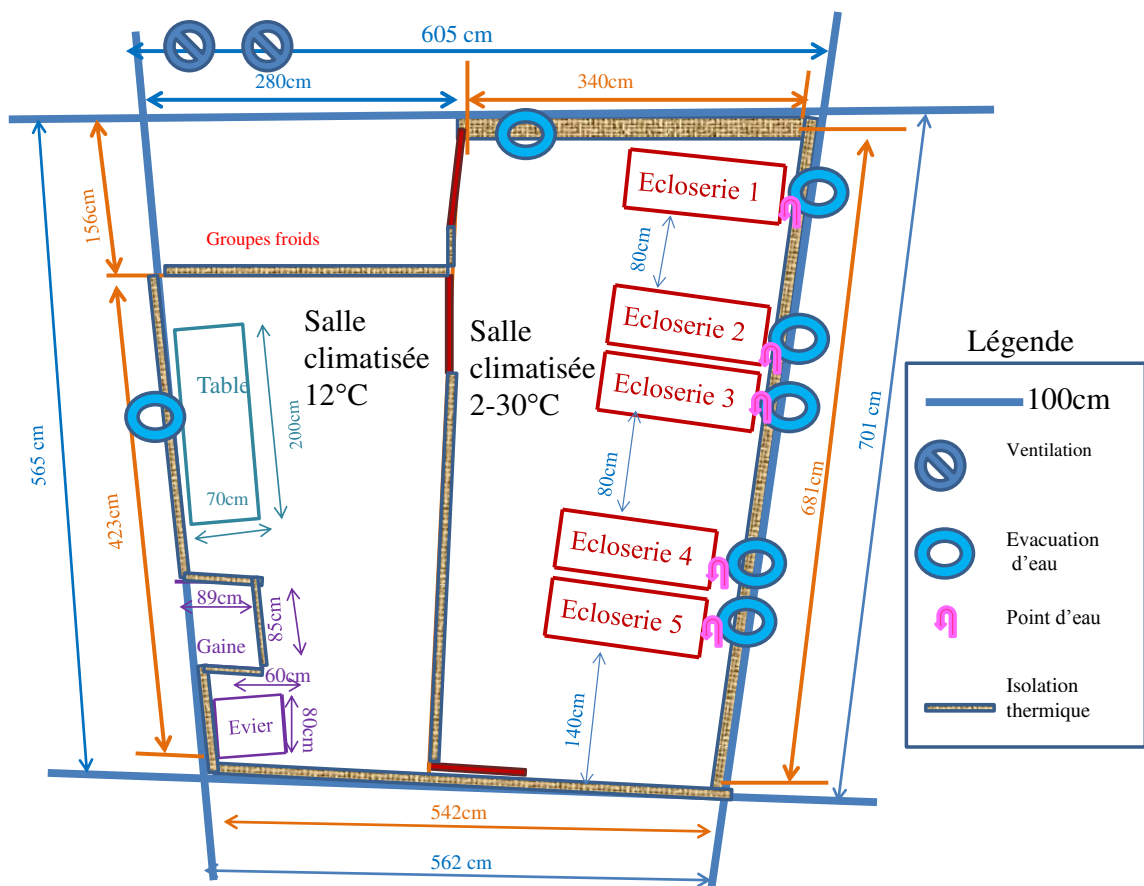 605 cm
280cm
340cm
156cm
Groupes froids
Ecloserie 1
80cm
Salle
climatisée
12°C
Salle
climatisée
2-30°C
Ecloserie 2
Ecloserie 3
Table
200cm
70cm
565 cm
423cm
80cm
681cm
701 cm
Ecloserie 4
Ecloserie 5
89cm
85cm
Gaine
60cm
Evier
80cm
140cm
542cm
562 cm
Légende
100cm
Ventilation
Evacuation
d’eau
Point d’eau
Isolation
thermique